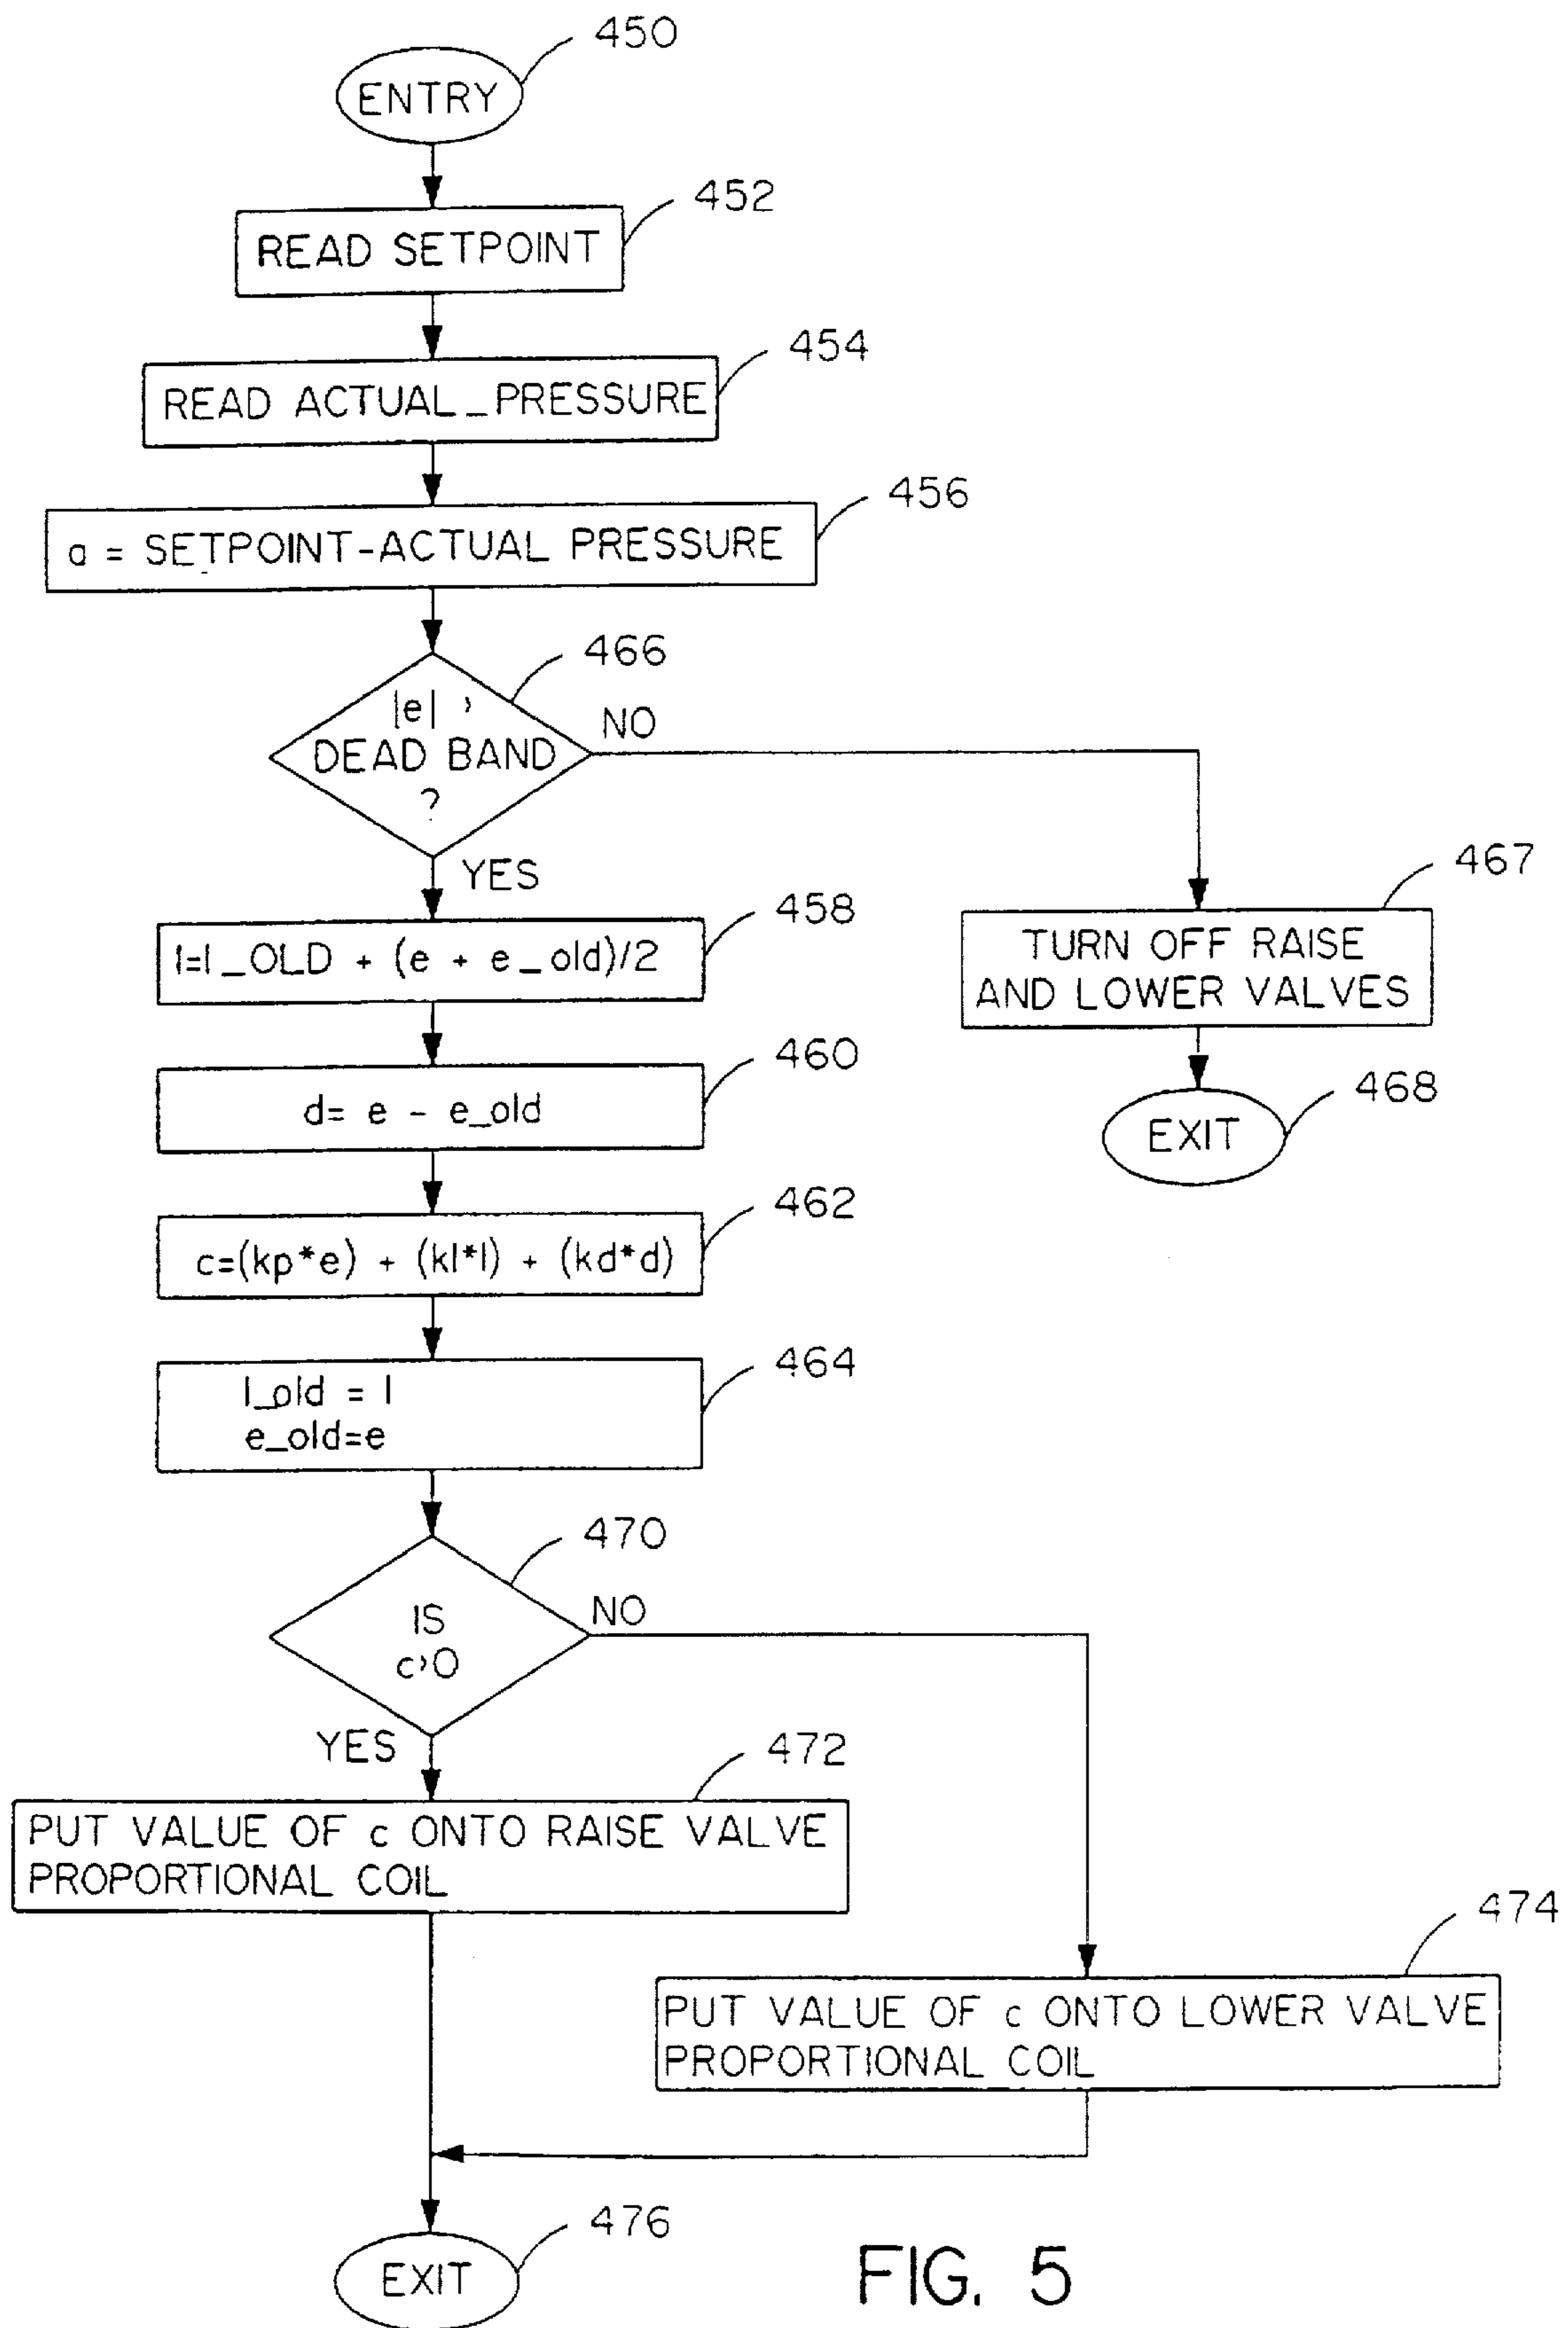 450
ENTRY
452
READ SETPOINT
454
READ ACTUAL_PRESSURE
456
a = SETPOINT-ACTUAL PRESSURE
466
|e| >
DEAD BAND
?
NO
YES
467
TURN OFF RAISE
AND LOWER VALVES
458
I=I_OLD + (e + e_old)/2
460
d= e - e_old
468
EXIT
462
c=(kp*e) + (kI*I) + (kd*d)
464
I_old = I
e_old=e
470
IS
c>0
NO
YES
472
PUT VALUE OF c ONTO RAISE VALVE
PROPORTIONAL COIL
474
PUT VALUE OF c ONTO LOWER VALVE
PROPORTIONAL COIL
476
EXIT
FIG. 5